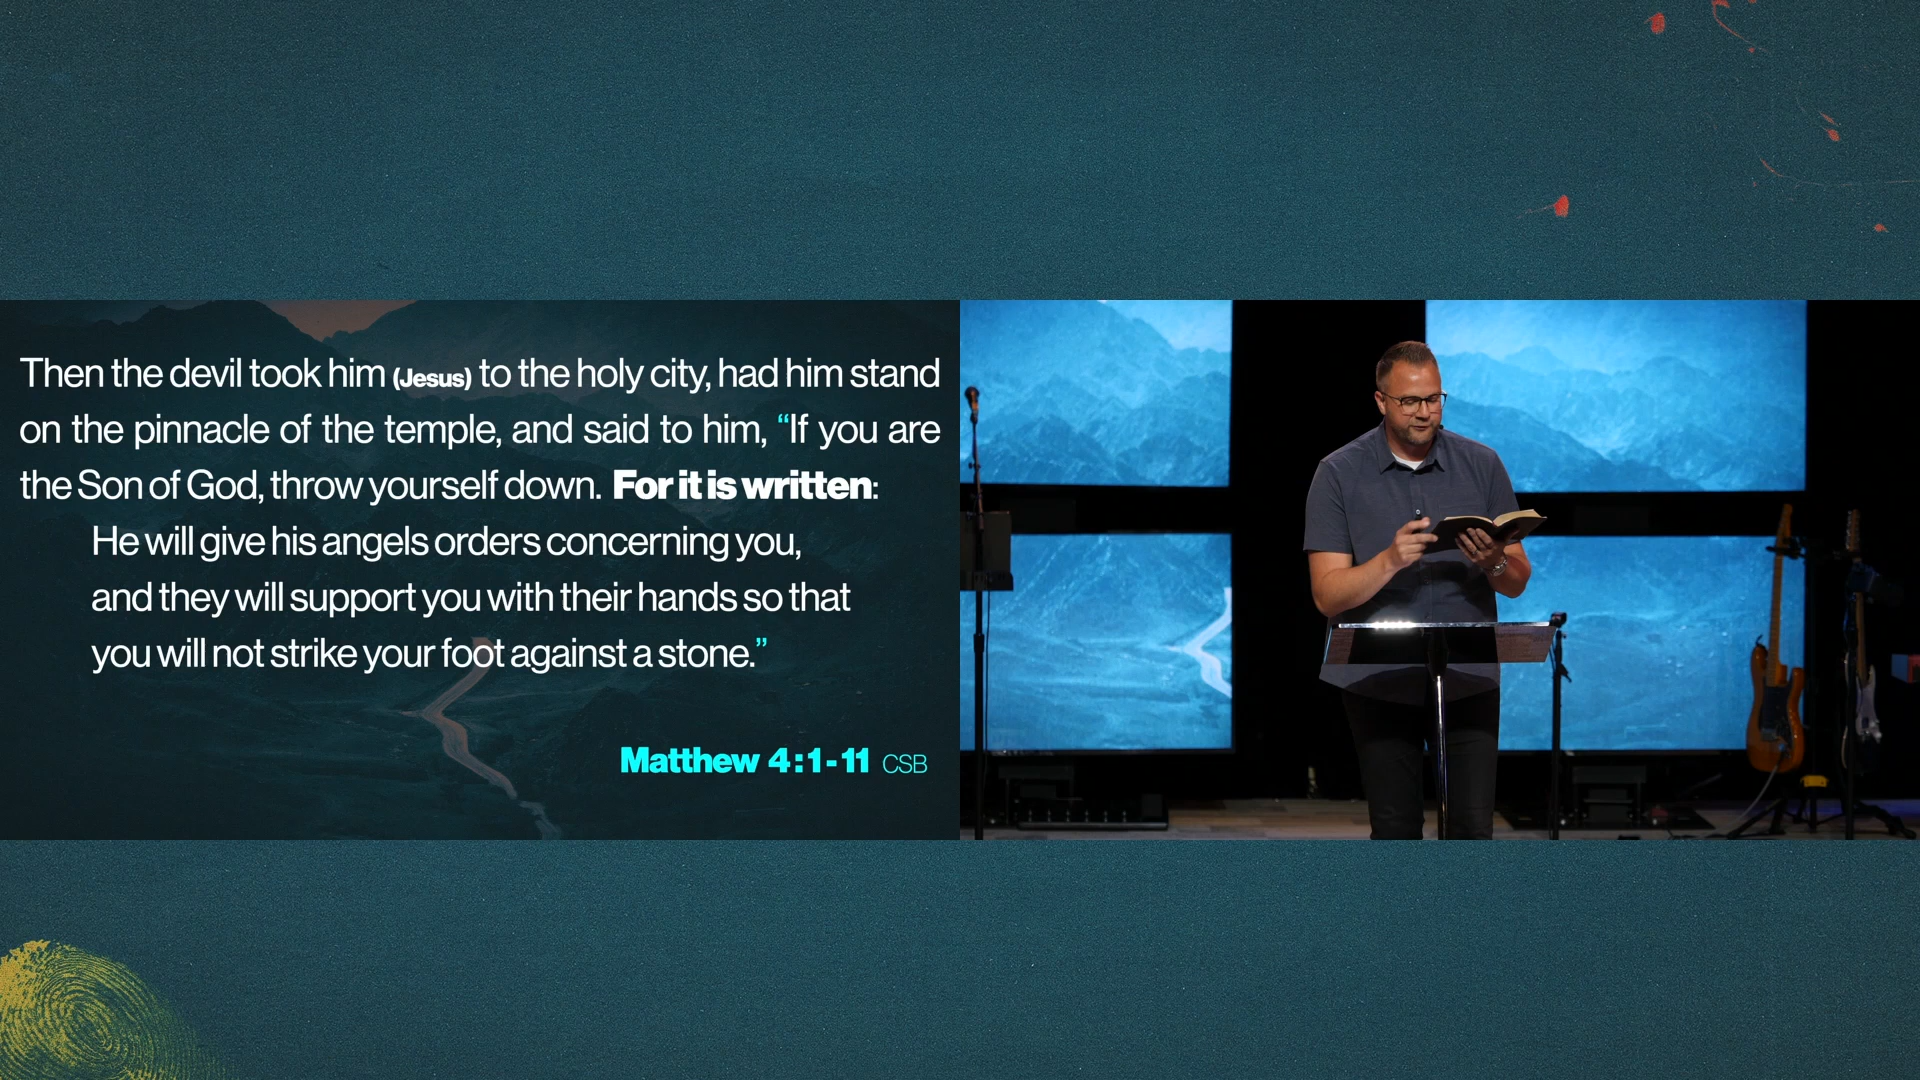 Then the devil took him (Jesus) to the holy city, had him stand
on the pinnacle of the temple, and said to him, “If you are
the Son of God, throw yourself down. For it is written:
He will give his angels orders concerning you,
and they will support you with their hands so that
you will not strike your foot against a stone.”
Matthew 4:1-11 CSB